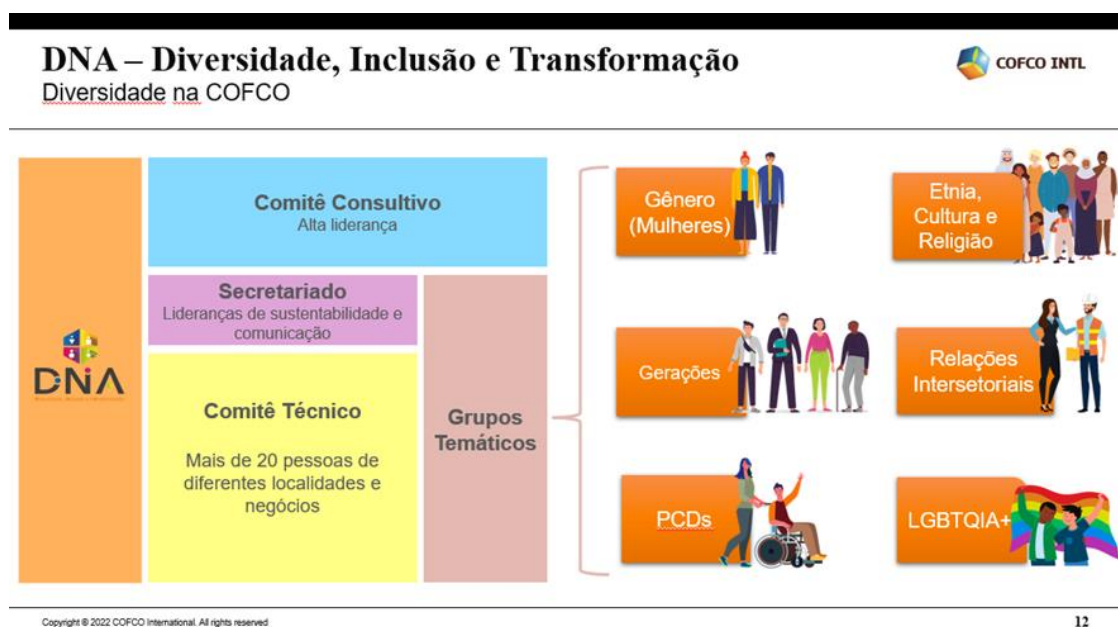 DNA – Diversidade, Inclusão e Transformação
Diversidade na COFCO
COFCO INTL
DNA
Comitê Consultivo
Alta liderança
Secretariado
Lideranças de sustentabilidade e
comunicação
Comitê Técnico
Mais de 20 pessoas de
diferentes localidades e
negócios
Grupos
Temáticos
Gênero
(Mulheres)
Etnia,
Cultura e
Religião
Gerações
Relações
Intersetoriais
PCDs
LGBTQIA+
Copyright © 2022 COFCO International. All rights reserved
12